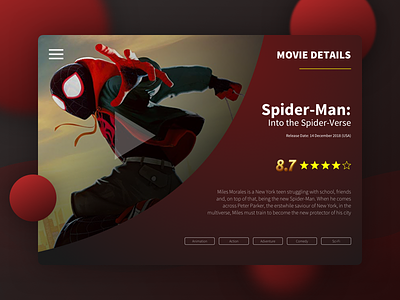 MOVIE DETAILS
Spider-Man:
Into the Spider-Verse
Release Date: 14 December 2018 (USA)
8.7
Miles Morales is a New York teen struggling with school, friends
and, on top of that, being the new Spider-Man. When he comes
across Peter Parker, the erstwhile saviour of New York, in the
multiverse, Miles must train to become the new protector of his city
Animation
Action
Adventure
Comedy
Sci-Fi